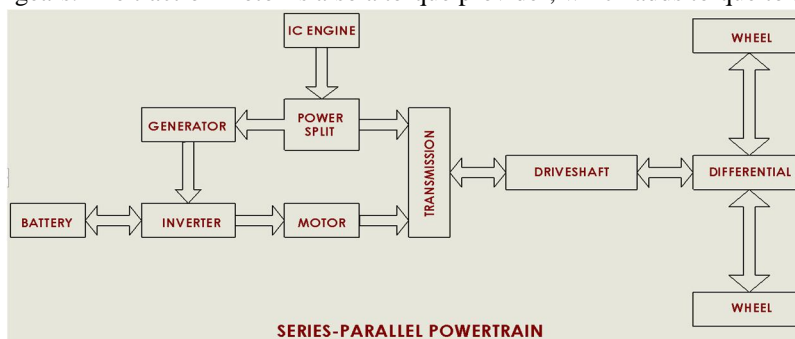 IC ENGINE
WHEEL
GENERATOR
POWER
SPLIT
TRANSMISSION
DRIVESHAFT
DIFFERENTIAL
BATTERY
INVERTER
MOTOR
WHEEL
SERIES-PARALLEL POWERTRAIN